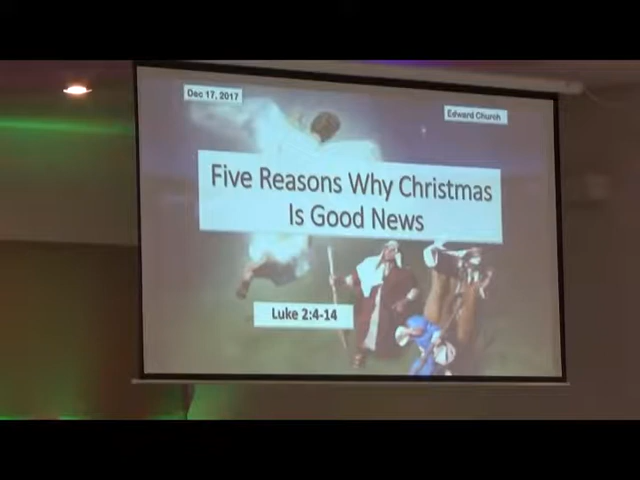 Dec 17, 2017
Edward Church
Five Reasons Why Christmas
Is Good News
Luke 2:4-14